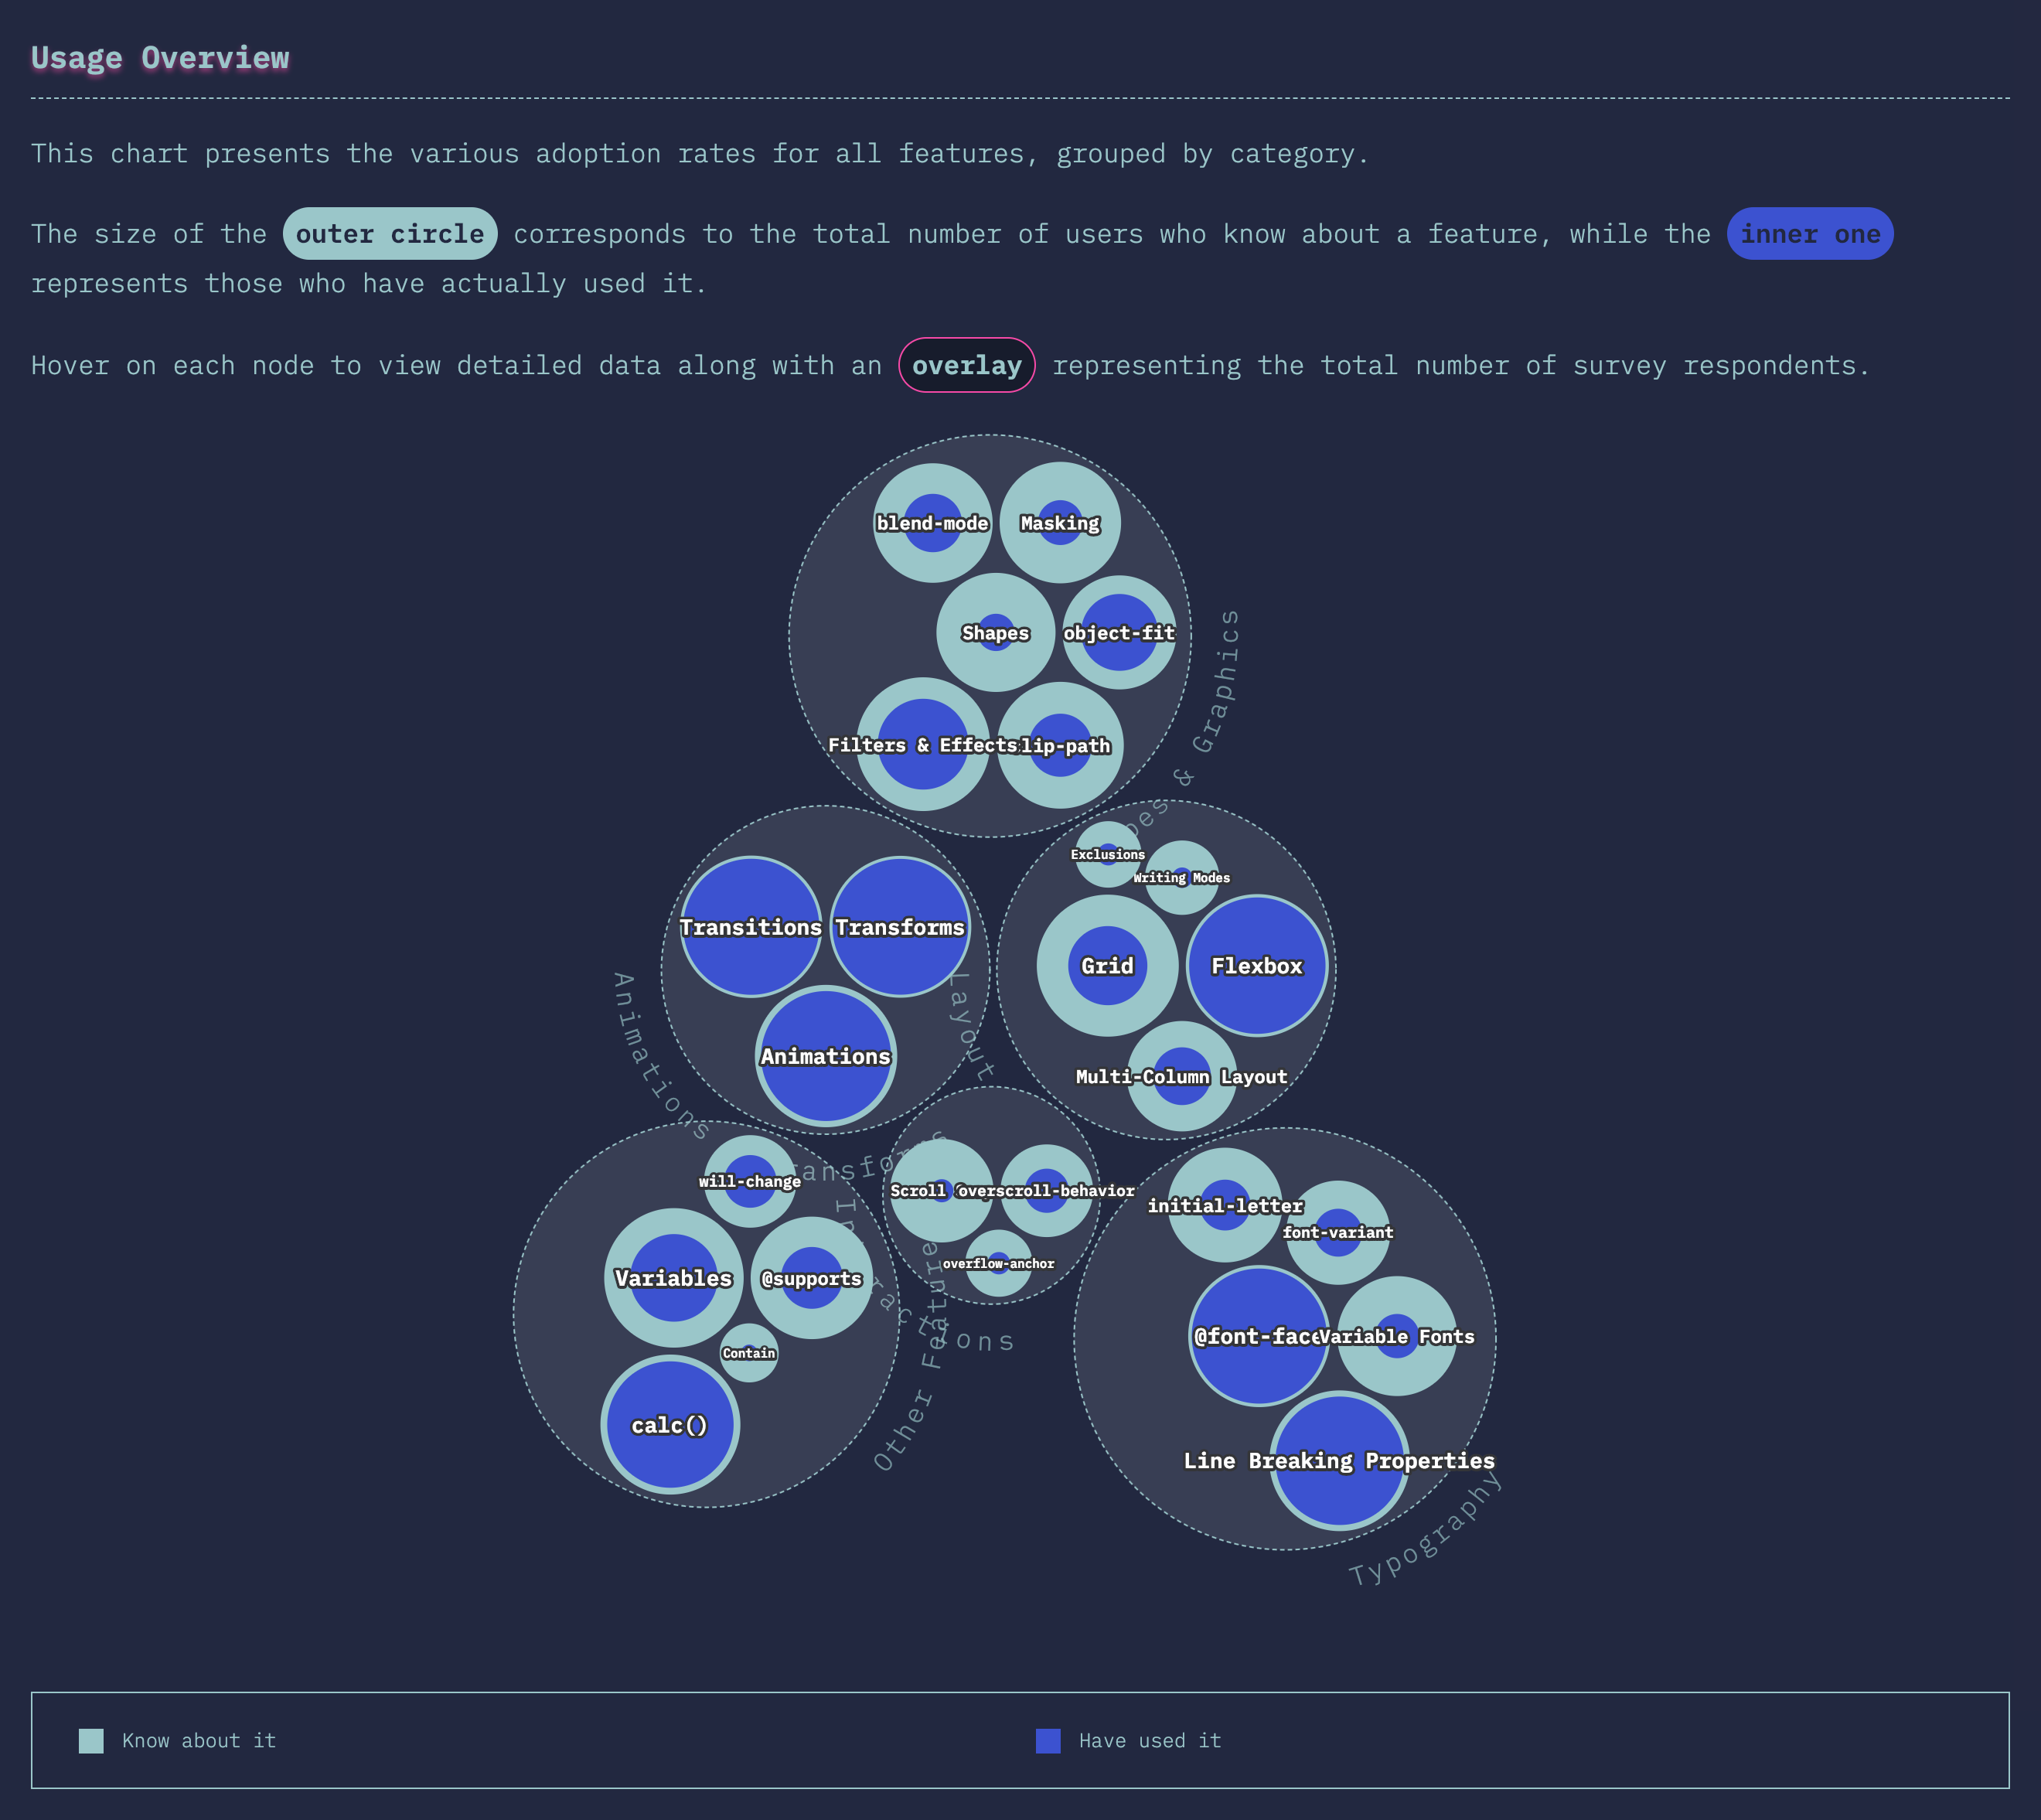 Usage Overview
This chart presents the various adoption rates for all features, grouped by category.
The size of the outer circle corresponds to the total number of users who know about a feature, while the inner one
represents those who have actually used it.
Hover on each node to view detailed data along with an overlay representing the total number of survey respondents.
blend-mode
Masking
Shapes
object-fit
Filters & Effects
lip-path
& Graphics
Exclusions
Writing Modes
Transitions
Transforms
Grid
Flexbox
Animations
Multi-Column Layout
Animations
Layout
will-change
Scroll
overscroll-behavior
overflow-anchor
initial-letter
font-variant
Variables
@supports
Contain
calc()
Other Feature
@font-face
Variable Fonts
Line Breaking Properties
Typography
Know about it
Have used it